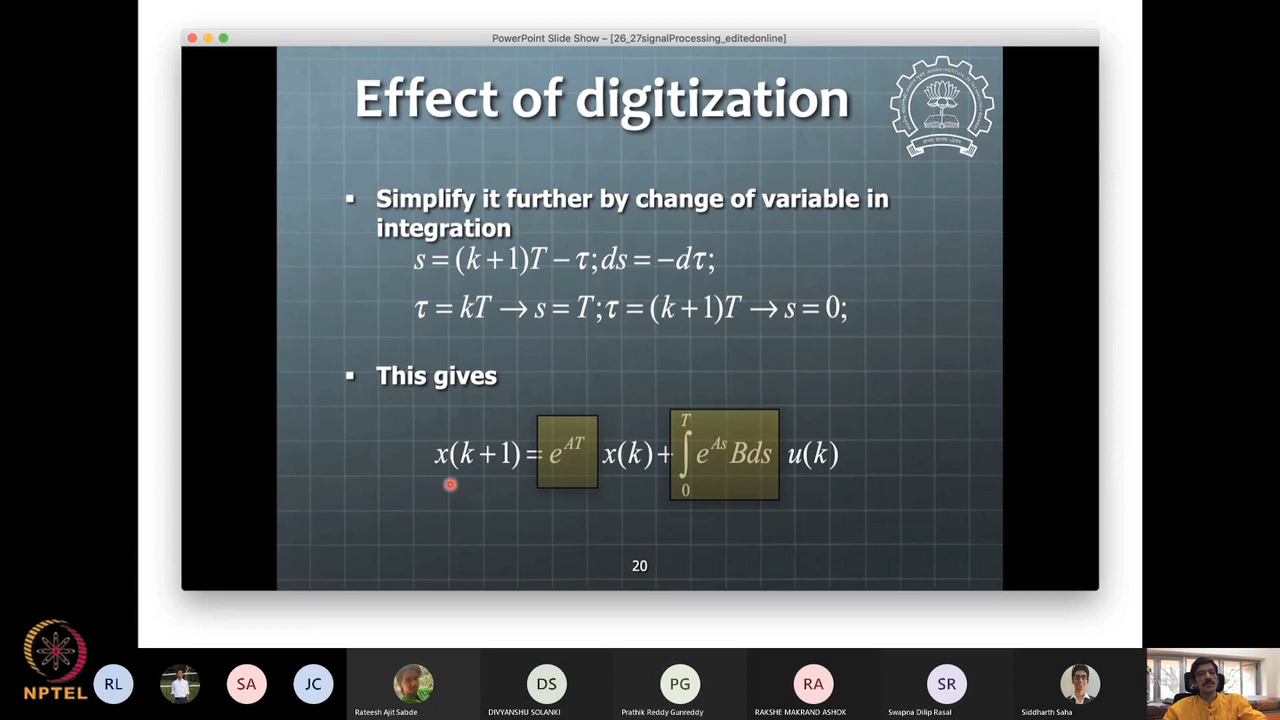 PowerPoint Slide Show – [26_27signalProcessing_editedonline]
Effect of digitization
▪ Simplify it further by change of variable in
integration
s = (k+1)T − τ; ds = −dτ;
τ = kT → s = T; τ = (k+1)T → s = 0;
▪ This gives
x(k+1) = e^{AT} x(k) + ∫_0^T e^{As} B ds u(k)
20
NPTEL
RL
SA
JC
DS
PG
RA
SR
Rateesh Ajit Sabde
DIVYANSHU SOLANKI
Prathik Reddy Gunreddy
RAKSHE MAKRAND ASHOK
Swapna Dilip Rasal
Siddharth Saha